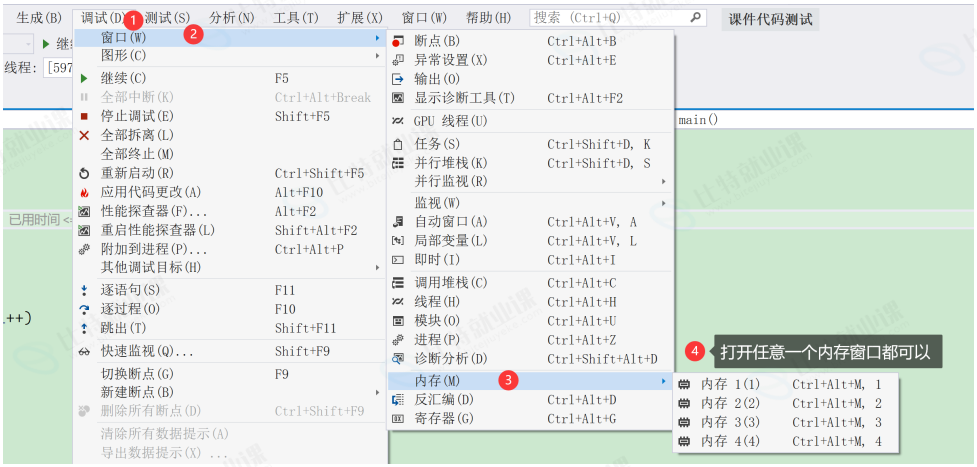 生成(B) 调试(D) 测试(S) 分析(N) 工具(T) 扩展(X) 窗口(W) 帮助(H) 搜索 (Ctrl+Q) 课件代码测试
1
2
继续
线程: [597
main()
已用时间 <=
.++)
窗口(W)
图形(C)
继续(C) F5
全部中断(K) Ctrl+Alt+Break
停止调试(E) Shift+F5
全部拆离(L)
全部终止(M)
重新启动(R) Ctrl+Shift+F5
应用代码更改(A) Alt+F10
性能探查器(F)... Alt+F2
重启性能探查器(L) Shift+Alt+F2
附加到进程(P)... Ctrl+Alt+P
其他调试目标(H)
逐语句(S) F11
逐过程(O) F10
跳出(T) Shift+F11
快速监视(Q)... Shift+F9
切换断点(G) F9
新建断点(B)
删除所有断点(D) Ctrl+Shift+F9
清除所有数据提示(A)
导出数据提示(X) ...
断点(B) Ctrl+Alt+B
异常设置(X) Ctrl+Alt+E
输出(O)
显示诊断工具(T) Ctrl+Alt+F2
GPU 线程(U)
任务(S) Ctrl+Shift+D, K
并行堆栈(K) Ctrl+Shift+D, S
并行监视(R)
监视(W)
自动窗口(A) Ctrl+Alt+V, A
局部变量(L) Ctrl+Alt+V, L
即时(I) Ctrl+Alt+I
调用堆栈(C) Ctrl+Alt+C
线程(H) Ctrl+Alt+H
模块(O) Ctrl+Alt+U
进程(P) Ctrl+Alt+Z
诊断分析(D) Ctrl+Shift+Alt+D
内存(M) 3
反汇编(D) Ctrl+Alt+D
寄存器(G) Ctrl+Alt+G
4 打开任意一个内存窗口都可以
内存 1(1) Ctrl+Alt+M, 1
内存 2(2) Ctrl+Alt+M, 2
内存 3(3) Ctrl+Alt+M, 3
内存 4(4) Ctrl+Alt+M, 4
比特就业课